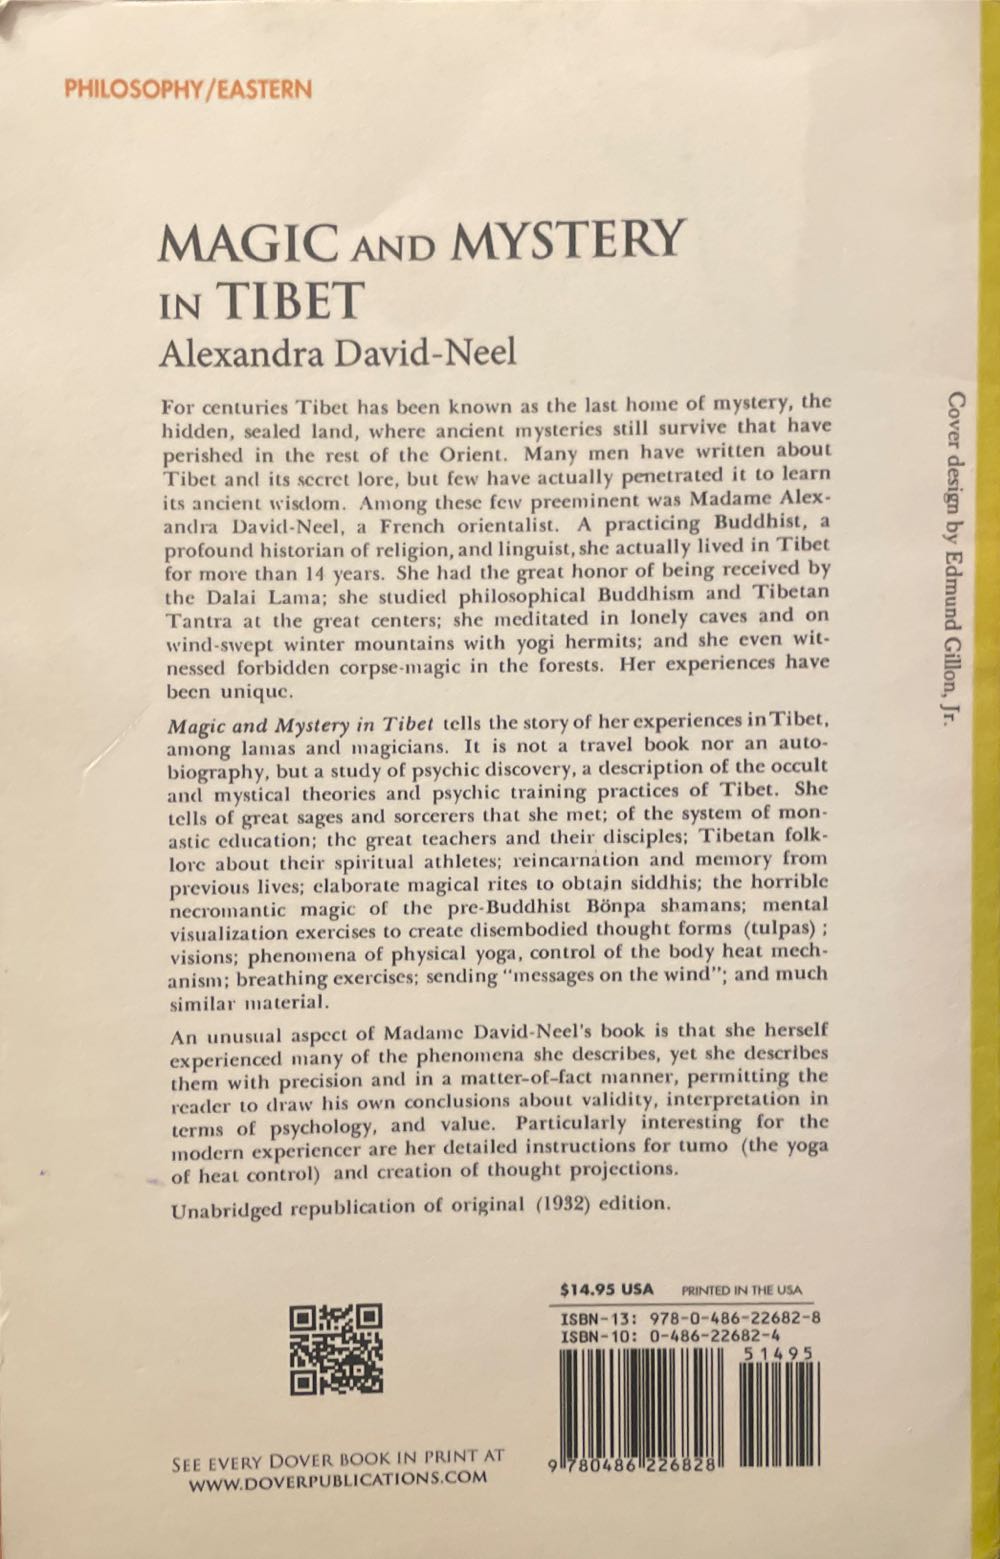 PHILOSOPHY/EASTERN
MAGIC AND MYSTERY
IN TIBET
Alexandra David-Neel
For centuries Tibet has been known as the last home of mystery, the
hidden, sealed land, where ancient mysteries still survive that have
perished in the rest of the Orient. Many men have written about
Tibet and its secret lore, but few have actually penetrated it to learn
its ancient wisdom. Among these few preeminent was Madame Alex-
andra David-Neel, a French orientalist. A practicing Buddhist, a
profound historian of religion, and linguist, she actually lived in Tibet
for more than 14 years. She had the great honor of being received by
the Dalai Lama; she studied philosophical Buddhism and Tibetan
Tantra at the great centers; she meditated in lonely caves and on
wind-swept winter mountains with yogi hermits; and she even wit-
nessed forbidden corpse-magic in the forests. Her experiences have
been unique.
Magic and Mystery in Tibet tells the story of her experiences in Tibet,
among lamas and magicians. It is not a travel book nor an auto-
biography, but a study of psychic discovery, a description of the occult
and mystical theories and psychic training practices of Tibet. She
tells of great sages and sorcerers that she met; of the system of mon-
astic education; the great teachers and their disciples; Tibetan folk-
lore about their spiritual athletes; reincarnation and memory from
previous lives; elaborate magical rites to obtain siddhis; the horrible
necromantic magic of the pre-Buddhist Bönpa shamans; mental
visualization exercises to create disembodied thought forms (tulpas) ;
visions; phenomena of physical yoga, control of the body heat mech-
anism; breathing exercises; sending "messages on the wind"; and much
similar material.
An unusual aspect of Madame David-Neel's book is that she herself
experienced many of the phenomena she describes, yet she describes
them with precision and in a matter-of-fact manner, permitting the
reader to draw his own conclusions about validity, interpretation in
terms of psychology, and value. Particularly interesting for the
modern experiencer are her detailed instructions for tumo (the yoga
of heat control) and creation of thought projections.
Unabridged republication of original (1932) edition.
Cover design by Edmund Gillon, Jr.
$14.95 USA PRINTED IN THE USA
ISBN-13: 978-0-486-22682-8
ISBN-10: 0-486-22682-4
51495
9 780486 226828
SEE EVERY DOVER BOOK IN PRINT AT
WWW.DOVERPUBLICATIONS.COM